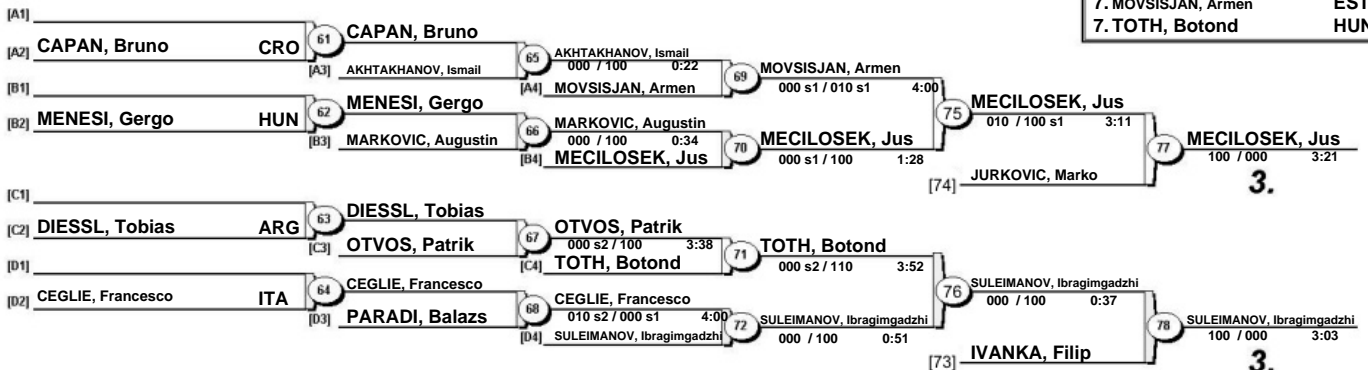 7. MOVSISJAN, Armen EST
7. TOTH, Botond HUN
[A1]
[A2] CAPAN, Bruno CRO
61
CAPAN, Bruno
[A3] AKHTAKHANOV, Ismail
65
AKHTAKHANOV, Ismail
000 / 100 0:22
[A4] MOVSISJAN, Armen
69
MOVSISJAN, Armen
000 s1 / 010 s1 4:00
[B1]
[B2] MENESI, Gergo HUN
62
MENESI, Gergo
[B3] MARKOVIC, Augustin
66
MARKOVIC, Augustin
000 / 100 0:34
[B4] MECILOSEK, Jus
70
MECILOSEK, Jus
000 s1 / 100 1:28
75
MECILOSEK, Jus
010 / 100 s1 3:11
[74] JURKOVIC, Marko
77
MECILOSEK, Jus
100 / 000 3:21
3.
[C1]
[C2] DIESSL, Tobias ARG
63
DIESSL, Tobias
[C3] OTVOS, Patrik
67
OTVOS, Patrik
000 s2 / 100 3:38
[C4] TOTH, Botond
71
TOTH, Botond
000 s2 / 110 3:52
[D1]
[D2] CEGLIE, Francesco ITA
64
CEGLIE, Francesco
[D3] PARADI, Balazs
68
CEGLIE, Francesco
010 s2 / 000 s1 4:00
[D4] SULEIMANOV, Ibragimgadzhi
72
SULEIMANOV, Ibragimgadzhi
000 / 100 0:51
76
SULEIMANOV, Ibragimgadzhi
000 / 100 0:37
[73] IVANKA, Filip
78
SULEIMANOV, Ibragimgadzhi
100 / 000 3:03
3.